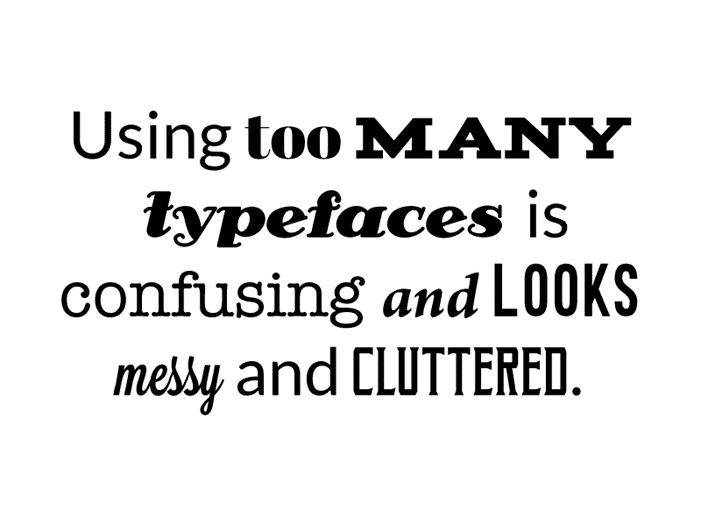 Using too MANY
typefaces is
confusing and LOOKS
messy and CLUTTERED.